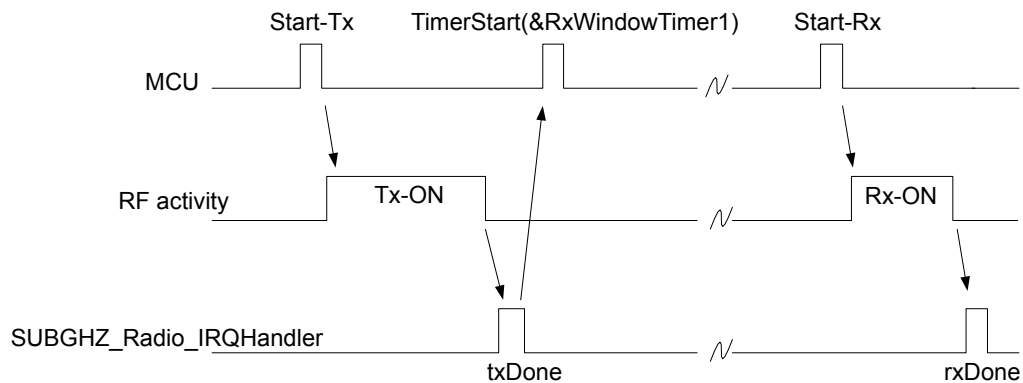 Start-Tx TimerStart(&RxWindowTimer1) Start-Rx
MCU
RF activity Tx-ON Rx-ON
SUBGHZ_Radio_IRQHandler
txDone rxDone